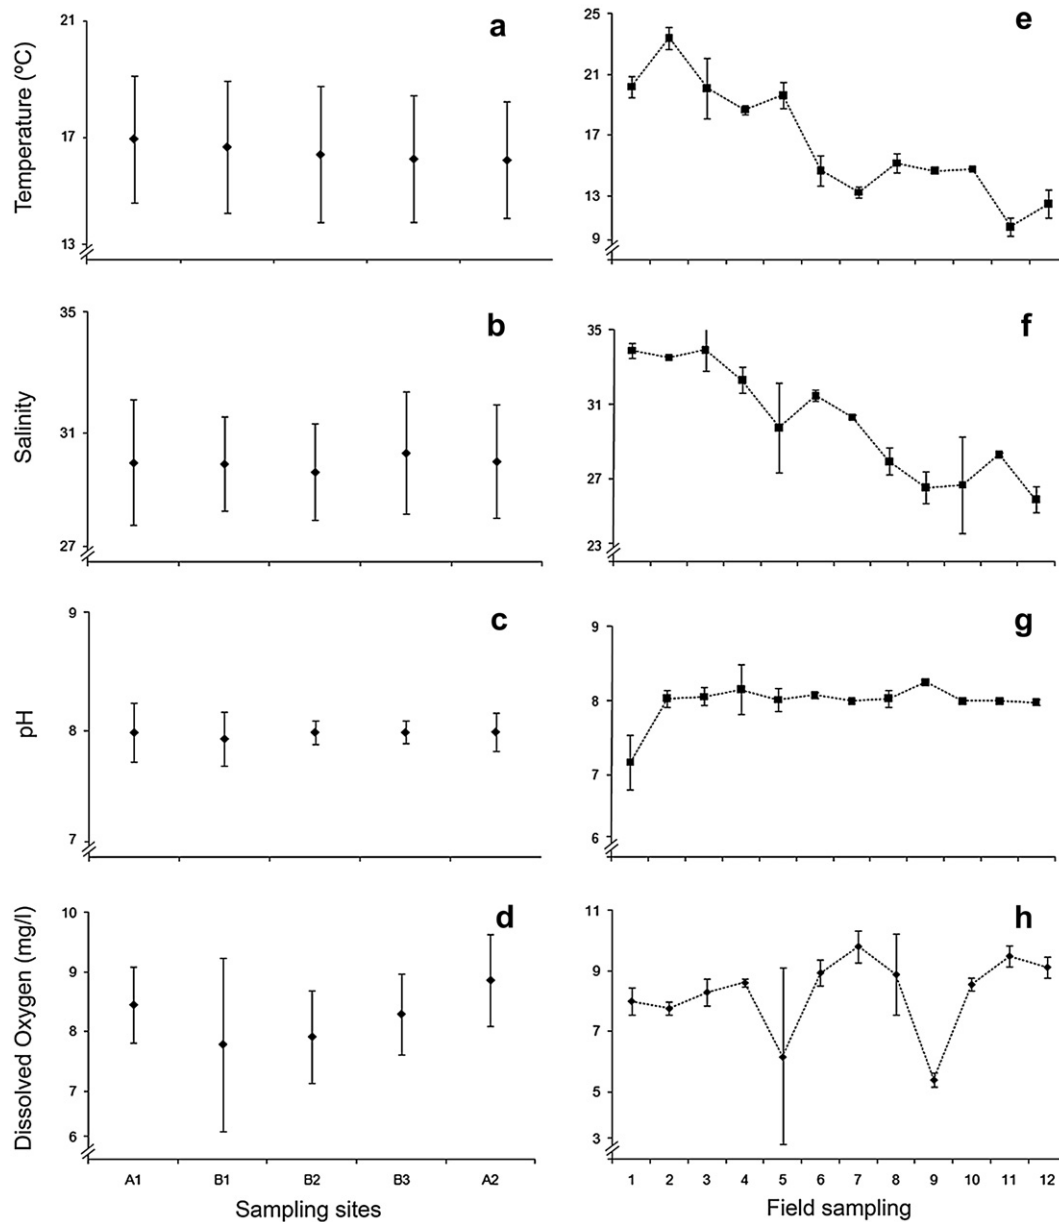 a
Temperature (ºC)
21
17
13
e
25
21
17
13
9
b
Salinity
35
31
27
f
35
31
27
23
c
pH
9
8
7
g
9
8
7
6
d
Dissolved Oxygen (mg/l)
10
9
8
7
6
A1 B1 B2 B3 A2
Sampling sites
h
11
9
7
5
3
1 2 3 4 5 6 7 8 9 10 11 12
Field sampling